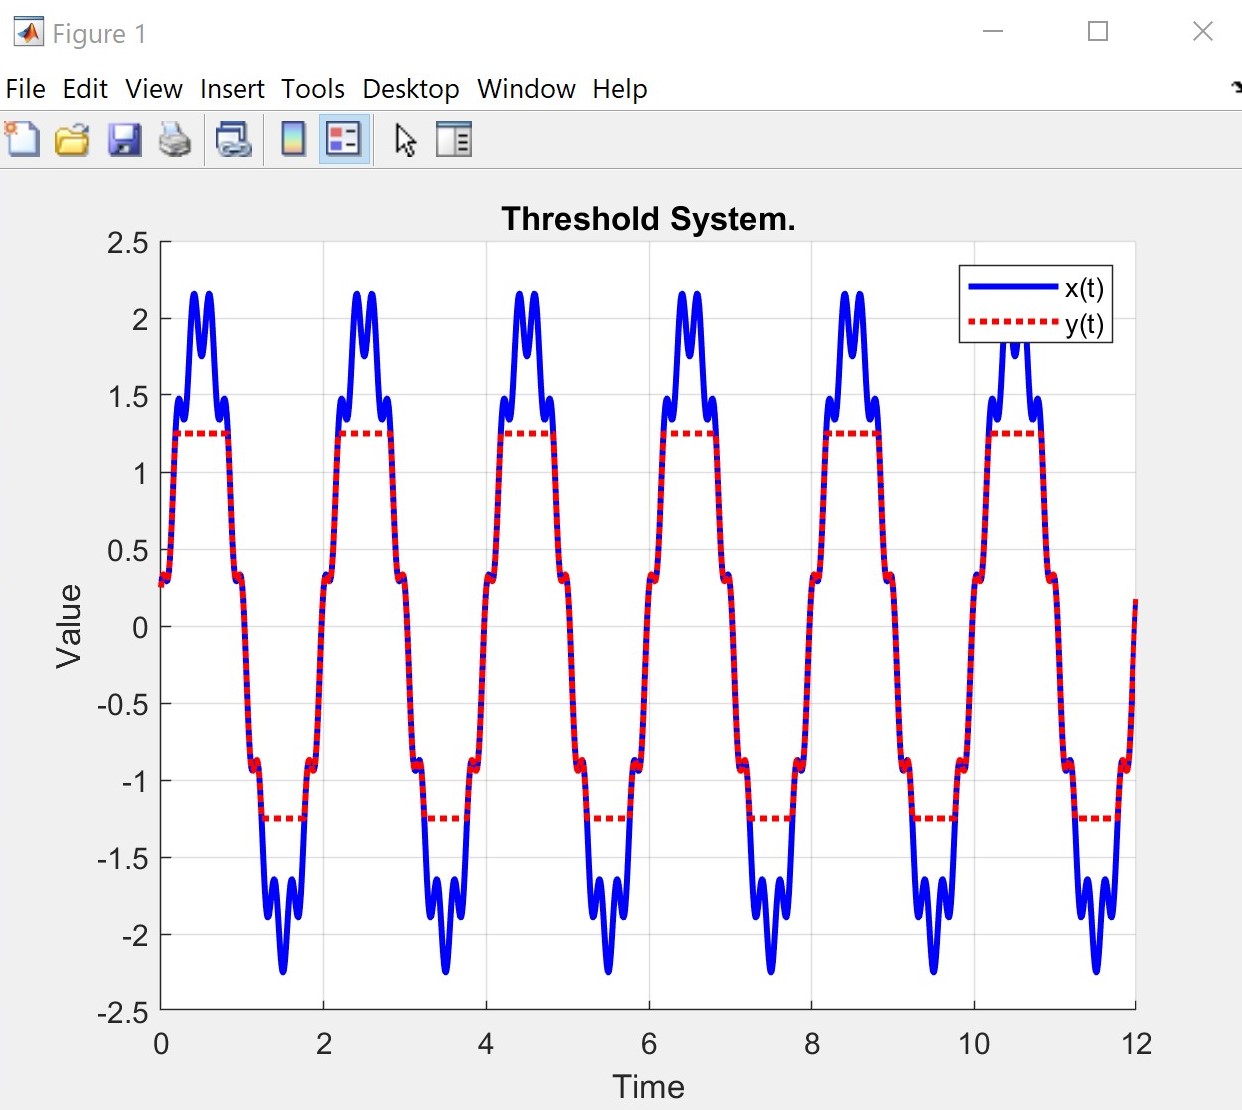 Figure 1
File Edit View Insert Tools Desktop Window Help
Threshold System.
x(t)
y(t)
2.5
2
1.5
1
0.5
0
-0.5
-1
-1.5
-2
-2.5
Value
0 2 4 6 8 10 12
Time